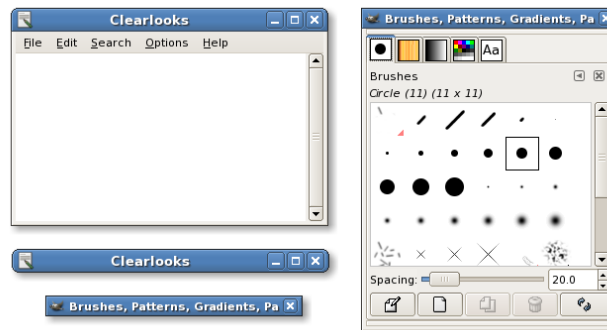 Clearlooks
File Edit Search Options Help
Clearlooks
Brushes, Patterns, Gradients, Pa
Brushes, Patterns, Gradients, Pa
Aa
Brushes
Circle (11) (11 x 11)
Spacing: 20.0